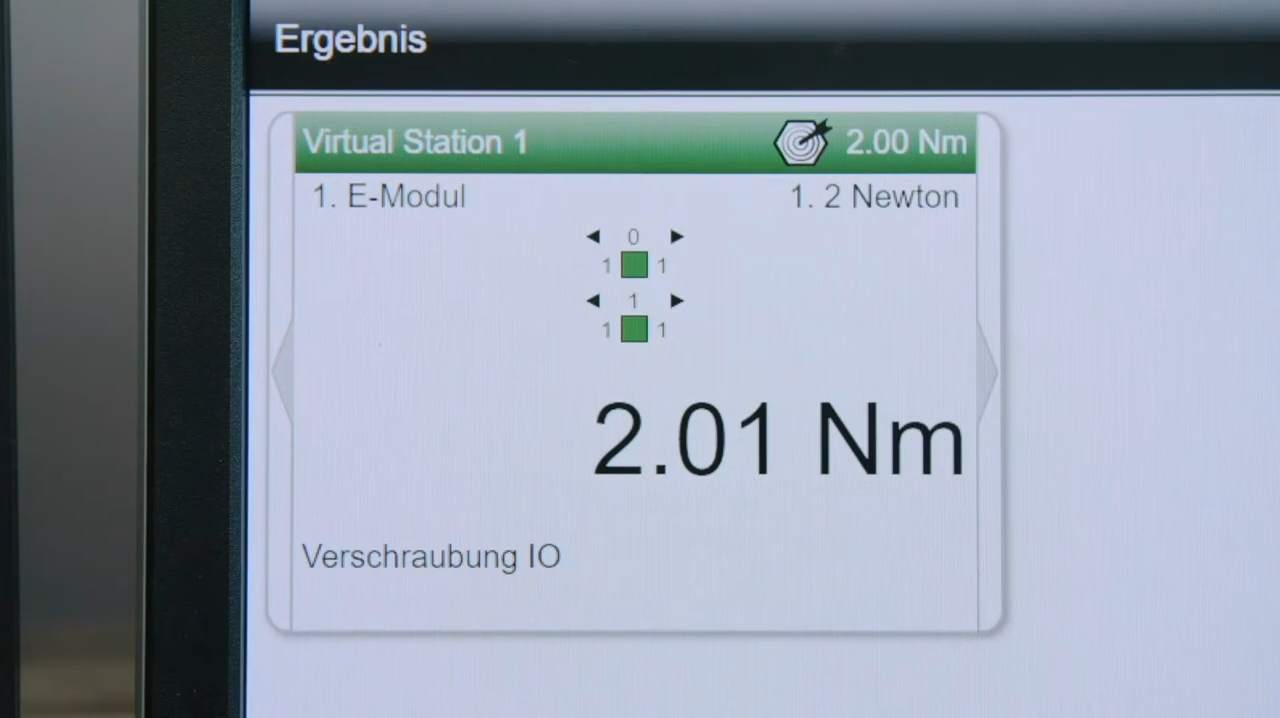 Ergebnis
Virtual Station 1 2.00 Nm
1. E-Modul 1. 2 Newton
◄ 0 ►
1 1
◄ 1 ►
1 1
2.01 Nm
Verschraubung IO